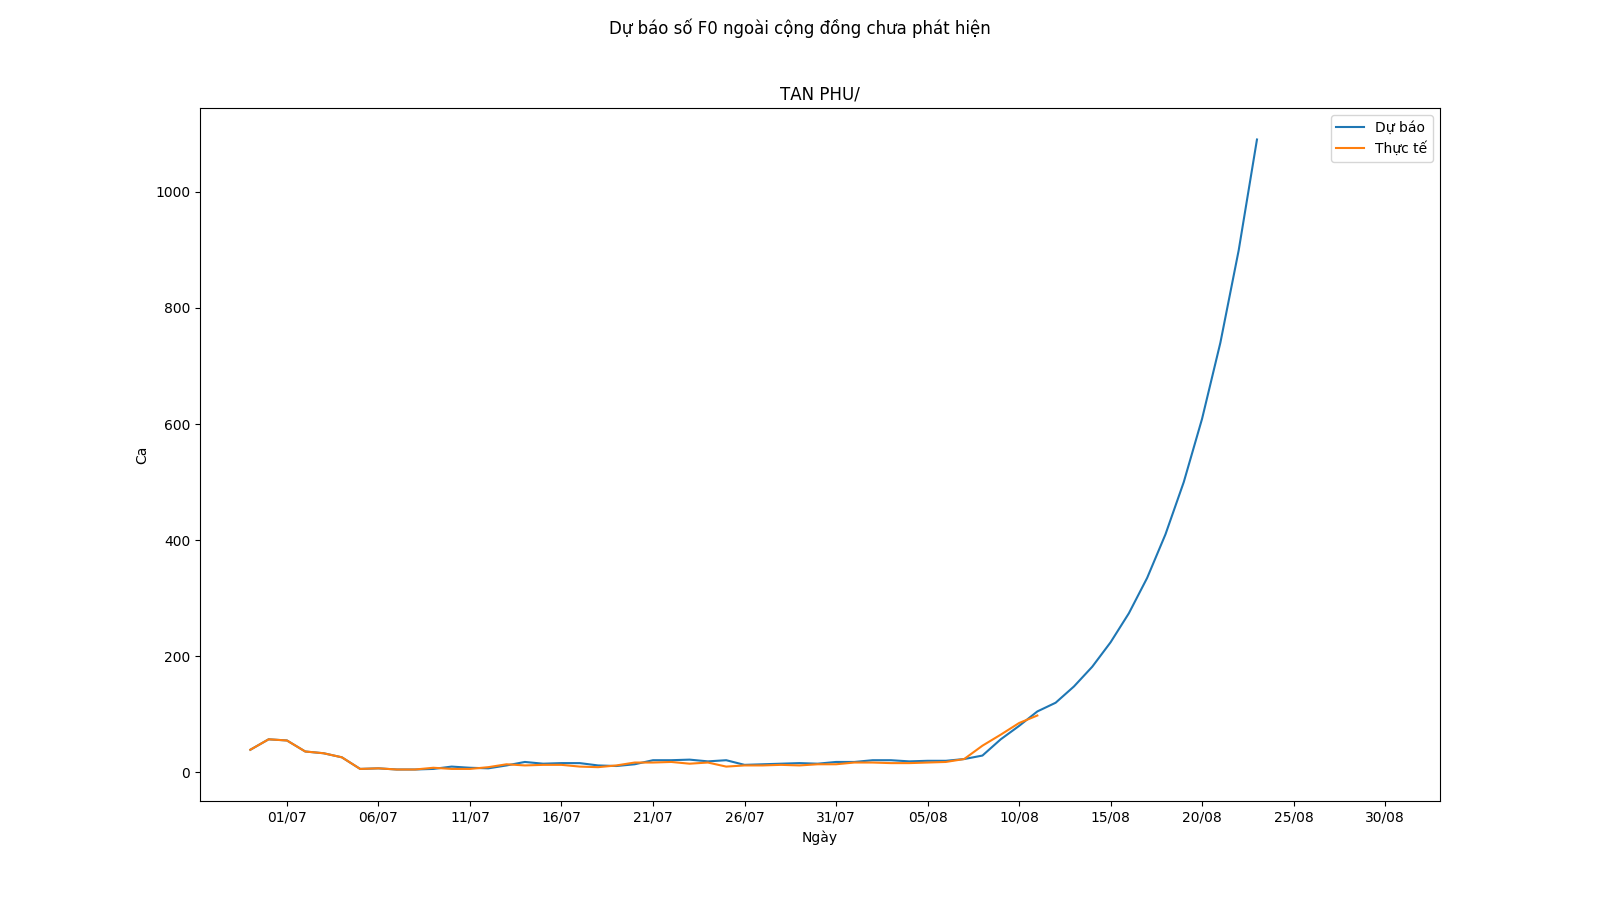 Dự báo số F0 ngoài cộng đồng chưa phát hiện
TAN PHU/
Dự báo
Thực tế
1000
800
600
400
200
0
Ca
01/07 06/07 11/07 16/07 21/07 26/07 31/07 05/08 10/08 15/08 20/08 25/08 30/08
Ngày